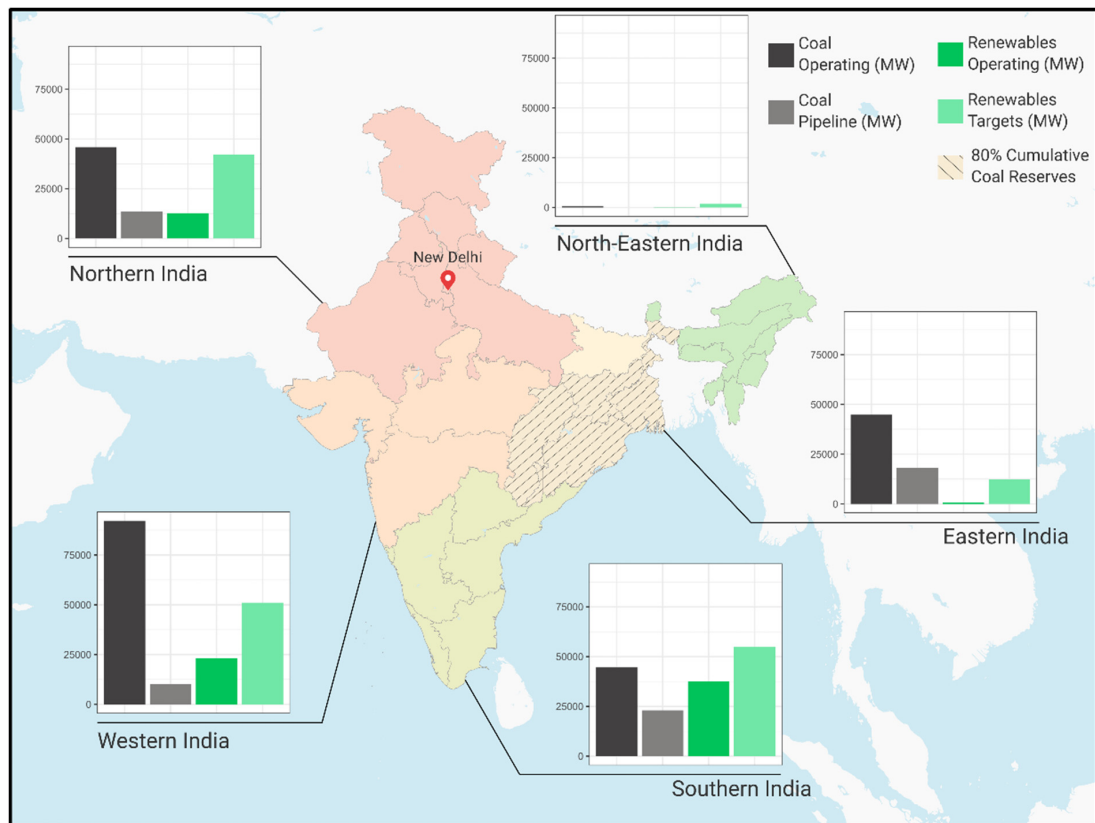 Coal
Operating (MW)
Renewables
Operating (MW)
Coal
Pipeline (MW)
Renewables
Targets (MW)
80% Cumulative
Coal Reserves
75000
50000
25000
0
Northern India
75000
50000
25000
0
North-Eastern India
New Delhi
75000
50000
25000
0
Eastern India
75000
50000
25000
0
Western India
75000
50000
25000
0
Southern India